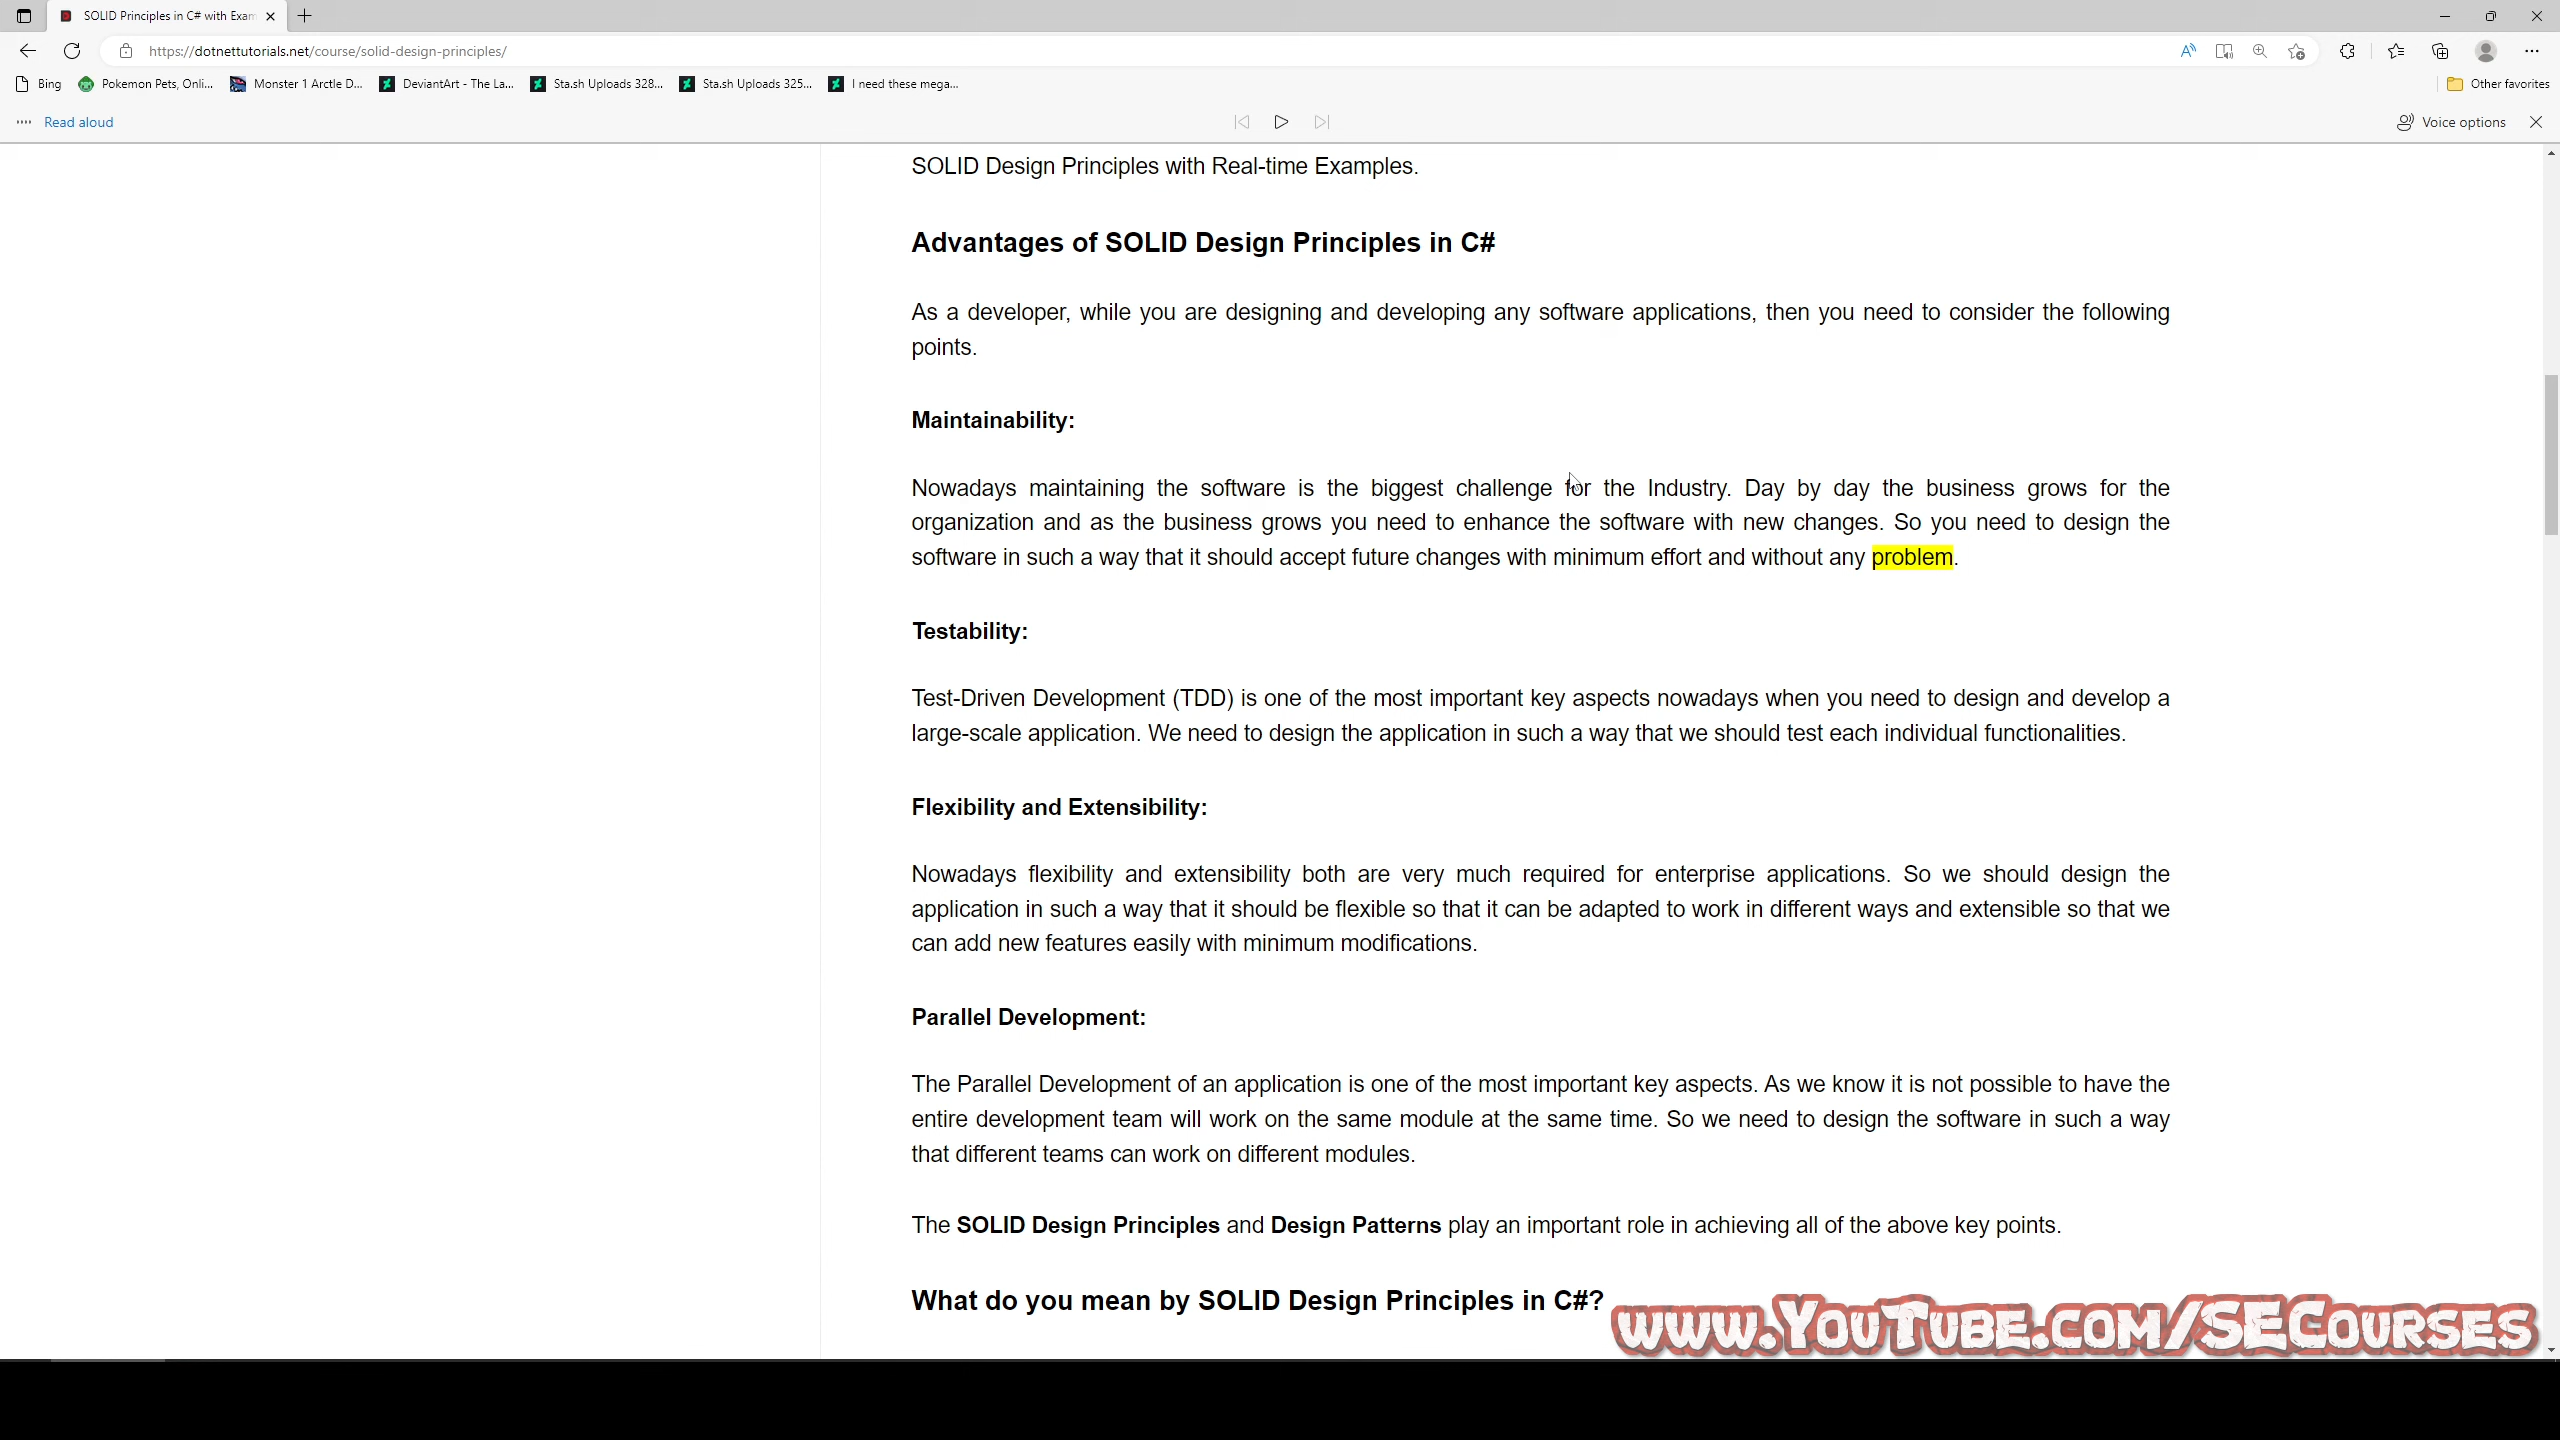 SOLID Principles in C# with Exam
https://dotnettutorials.net/course/solid-design-principles/
Bing
Pokemon Pets, Onli...
Monster 1 Arctle D...
DeviantArt - The La...
Sta.sh Uploads 328...
Sta.sh Uploads 325...
I need these mega...
Other favorites
Read aloud
Voice options
SOLID Design Principles with Real-time Examples.
Advantages of SOLID Design Principles in C#
As a developer, while you are designing and developing any software applications, then you need to consider the following
points.
Maintainability:
Nowadays maintaining the software is the biggest challenge for the Industry. Day by day the business grows for the
organization and as the business grows you need to enhance the software with new changes. So you need to design the
software in such a way that it should accept future changes with minimum effort and without any problem.
Testability:
Test-Driven Development (TDD) is one of the most important key aspects nowadays when you need to design and develop a
large-scale application. We need to design the application in such a way that we should test each individual functionalities.
Flexibility and Extensibility:
Nowadays flexibility and extensibility both are very much required for enterprise applications. So we should design the
application in such a way that it should be flexible so that it can be adapted to work in different ways and extensible so that we
can add new features easily with minimum modifications.
Parallel Development:
The Parallel Development of an application is one of the most important key aspects. As we know it is not possible to have the
entire development team will work on the same module at the same time. So we need to design the software in such a way
that different teams can work on different modules.
The SOLID Design Principles and Design Patterns play an important role in achieving all of the above key points.
What do you mean by SOLID Design Principles in C#?
www.YouTube.com/SECourses